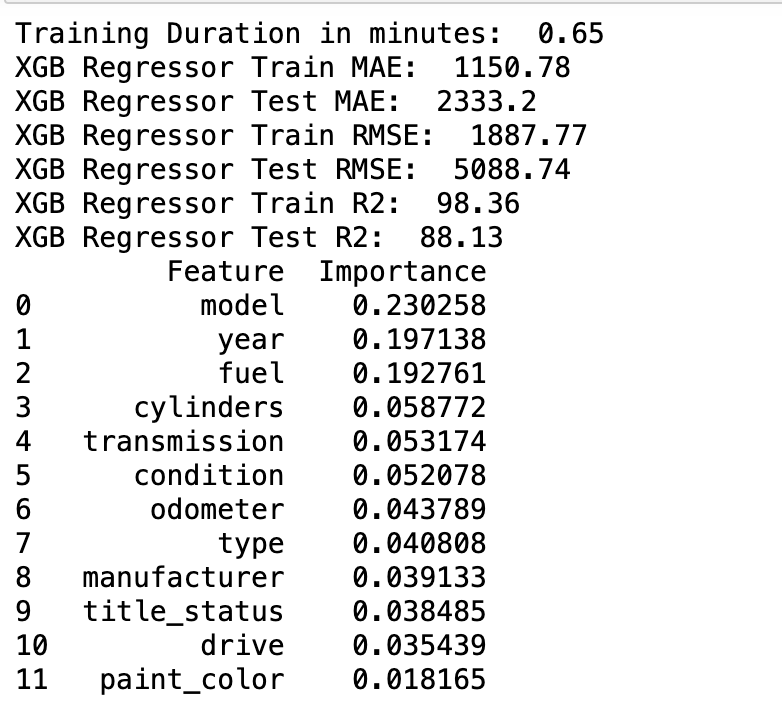 Training Duration in minutes:  0.65
XGB Regressor Train MAE:  1150.78
XGB Regressor Test MAE:  2333.2
XGB Regressor Train RMSE:  1887.77
XGB Regressor Test RMSE:  5088.74
XGB Regressor Train R2:  98.36
XGB Regressor Test R2:  88.13
         Feature  Importance
0          model    0.230258
1           year    0.197138
2           fuel    0.192761
3      cylinders    0.058772
4   transmission    0.053174
5      condition    0.052078
6       odometer    0.043789
7           type    0.040808
8   manufacturer    0.039133
9   title_status    0.038485
10         drive    0.035439
11   paint_color    0.018165